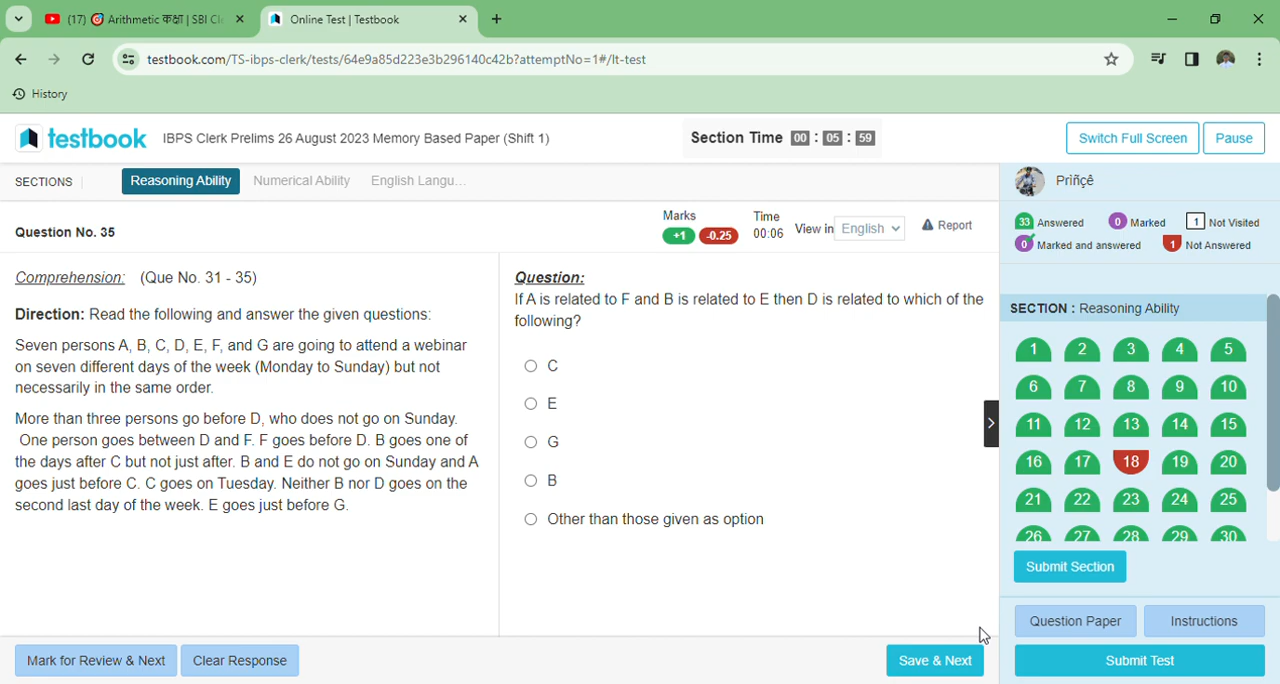 (17) 🎯 Arithmetic कक्षा | SBI Cl
Online Test | Testbook
testbook.com/TS-ibps-clerk/tests/64e9a85d223e3b296140c42b?attemptNo=1#/lt-test
History
testbook
IBPS Clerk Prelims 26 August 2023 Memory Based Paper (Shift 1)
Section Time 00 : 05 : 59
Switch Full Screen
Pause
SECTIONS
Reasoning Ability
Numerical Ability
English Langu...
Prïñçê
Question No. 35
Marks
+1 -0.25
Time
00:06
View in English
Report
33 Answered
0 Marked
1 Not Visited
0 Marked and answered
1 Not Answered
Comprehension: (Que No. 31 - 35)
Direction: Read the following and answer the given questions:
Seven persons A, B, C, D, E, F, and G are going to attend a webinar
on seven different days of the week (Monday to Sunday) but not
necessarily in the same order.
More than three persons go before D, who does not go on Sunday.
One person goes between D and F. F goes before D. B goes one of
the days after C but not just after. B and E do not go on Sunday and A
goes just before C. C goes on Tuesday. Neither B nor D goes on the
second last day of the week. E goes just before G.
Question:
If A is related to F and B is related to E then D is related to which of the
following?
C
E
G
B
Other than those given as option
SECTION : Reasoning Ability
1 2 3 4 5
6 7 8 9 10
11 12 13 14 15
16 17 18 19 20
21 22 23 24 25
26 27 28 29 30
Submit Section
Question Paper
Instructions
Mark for Review & Next
Clear Response
Save & Next
Submit Test